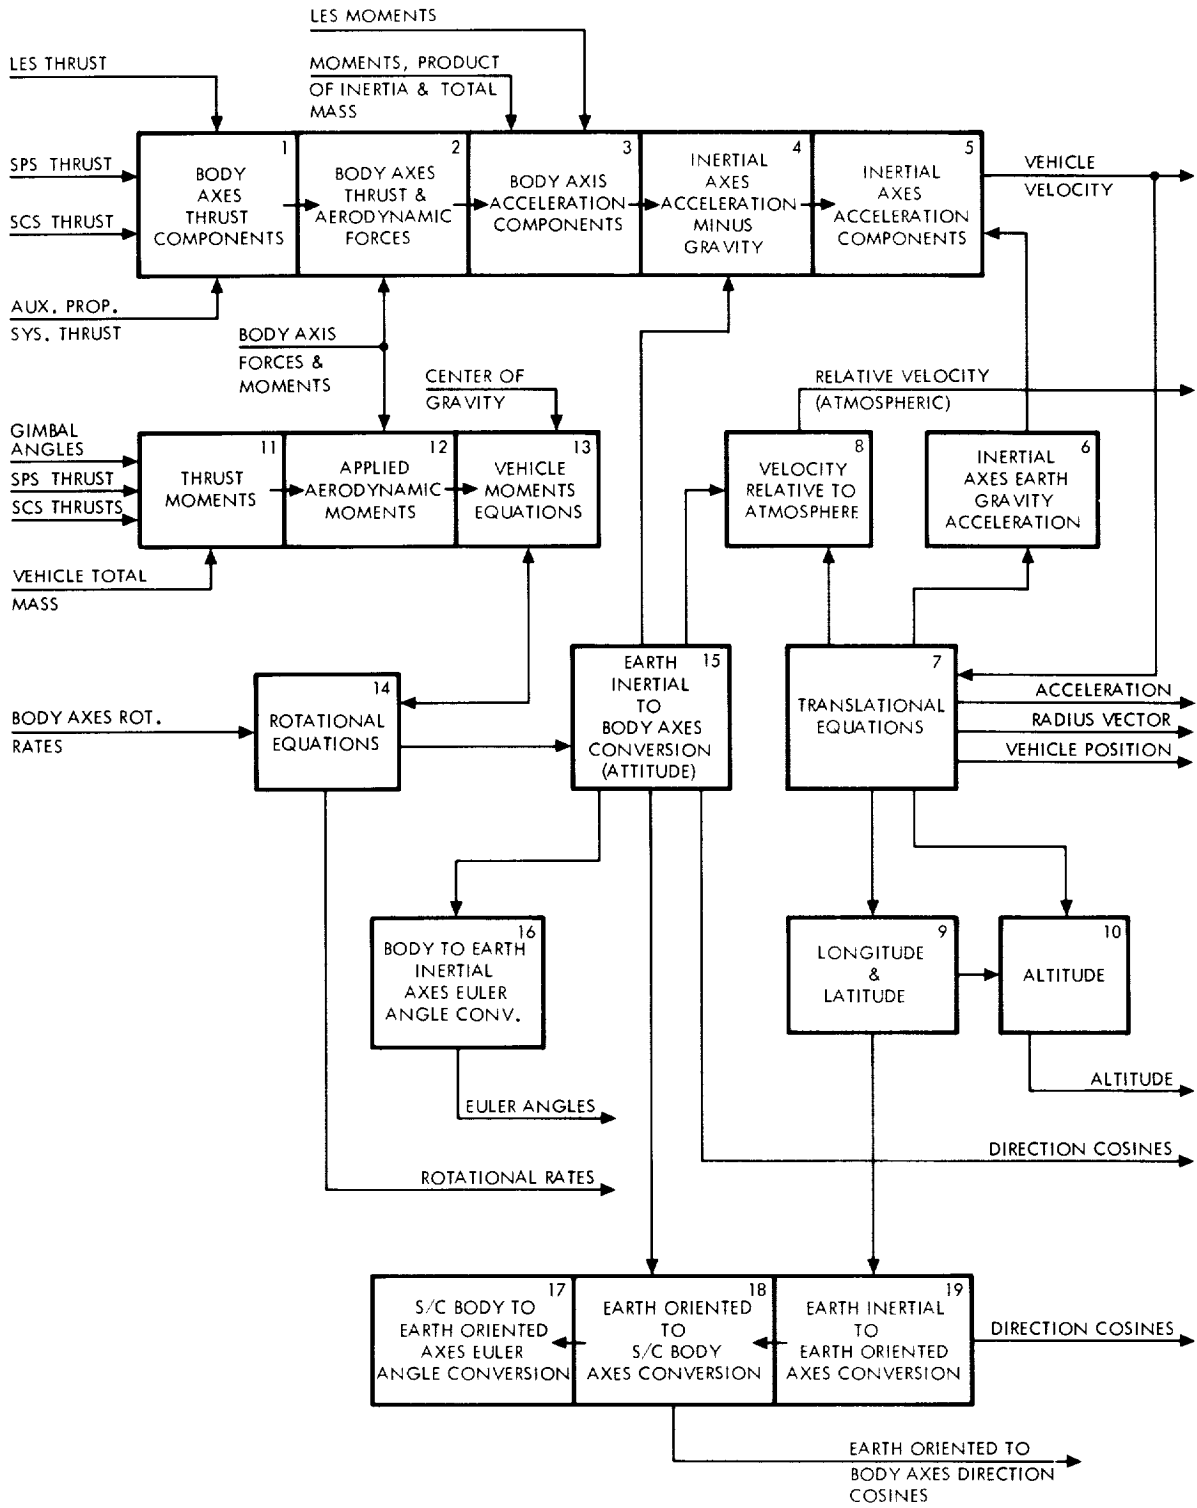 LES MOMENTS
LES THRUST
MOMENTS, PRODUCT
OF INERTIA & TOTAL
MASS
SPS THRUST
SCS THRUST
AUX. PROP.
SYS. THRUST
1
BODY
AXES
THRUST
COMPONENTS
2
BODY AXES
THRUST &
AERODYNAMIC
FORCES
3
BODY AXIS
ACCELERATION
COMPONENTS
4
INERTIAL
AXES
ACCELERATION
MINUS
GRAVITY
5
INERTIAL
AXES
ACCELERATION
COMPONENTS
VEHICLE
VELOCITY
BODY AXIS
FORCES &
MOMENTS
CENTER OF
GRAVITY
RELATIVE VELOCITY
(ATMOSPHERIC)
GIMBAL
ANGLES
SPS THRUST
SCS THRUSTS
VEHICLE TOTAL
MASS
11
THRUST
MOMENTS
12
APPLIED
AERODYNAMIC
MOMENTS
13
VEHICLE
MOMENTS
EQUATIONS
8
VELOCITY
RELATIVE TO
ATMOSPHERE
6
INERTIAL
AXES EARTH
GRAVITY
ACCELERATION
BODY AXES ROT.
RATES
14
ROTATIONAL
EQUATIONS
15
EARTH
INERTIAL
TO
BODY AXES
CONVERSION
(ATTITUDE)
7
TRANSLATIONAL
EQUATIONS
ACCELERATION
RADIUS VECTOR
VEHICLE POSITION
16
BODY TO EARTH
INERTIAL
AXES EULER
ANGLE CONV.
9
LONGITUDE
&
LATITUDE
10
ALTITUDE
ALTITUDE
EULER ANGLES
DIRECTION COSINES
ROTATIONAL RATES
17
S/C BODY TO
EARTH ORIENTED
AXES EULER
ANGLE CONVERSION
18
EARTH ORIENTED
TO
S/C BODY
AXES CONVERSION
19
EARTH INERTIAL
TO
EARTH ORIENTED
AXES CONVERSION
DIRECTION COSINES
EARTH ORIENTED TO
BODY AXES DIRECTION
COSINES